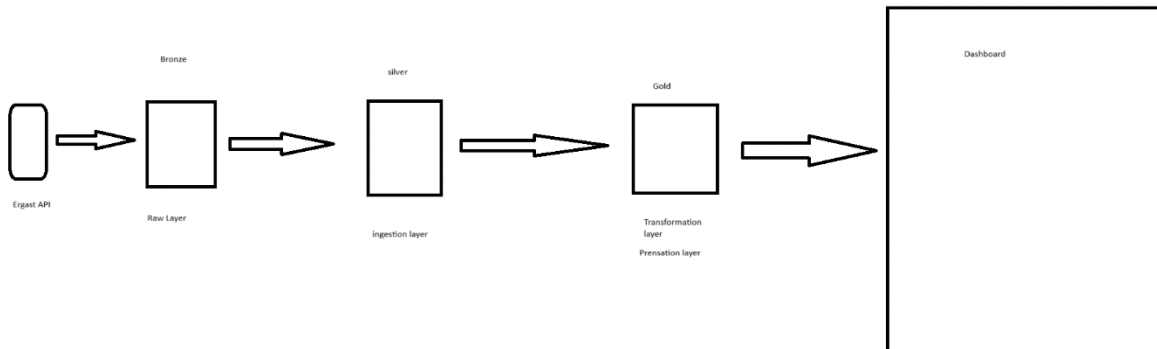 Bronze
silver
Gold
Dashboard
Ergast API
Raw Layer
ingestion layer
Transformation
layer
Prensation layer